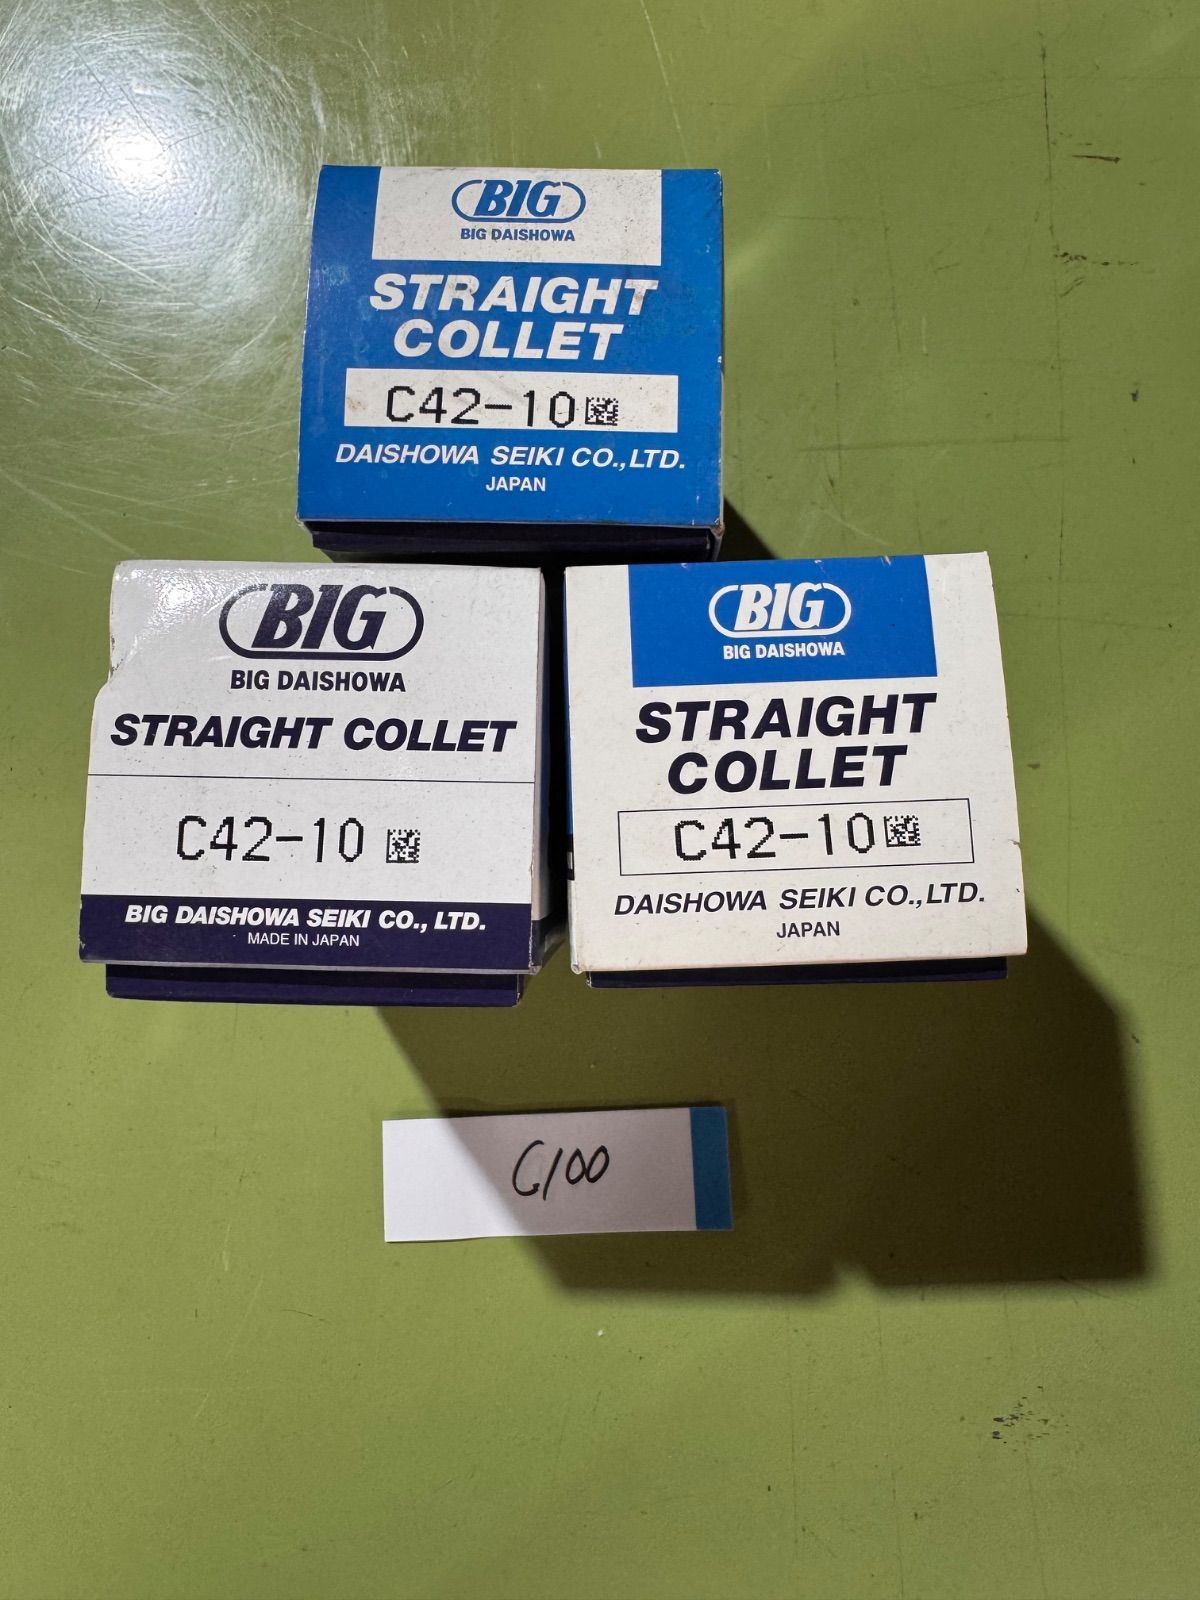 BIG
BIG DAISHOWA
STRAIGHT
COLLET
C42-10
DAISHOWA SEIKI CO.,LTD.
JAPAN
BIG
BIG DAISHOWA
STRAIGHT COLLET
C42-10
BIG DAISHOWA SEIKI CO., LTD.
MADE IN JAPAN
BIG
BIG DAISHOWA
STRAIGHT
COLLET
C42-10
DAISHOWA SEIKI CO.,LTD.
JAPAN
G100